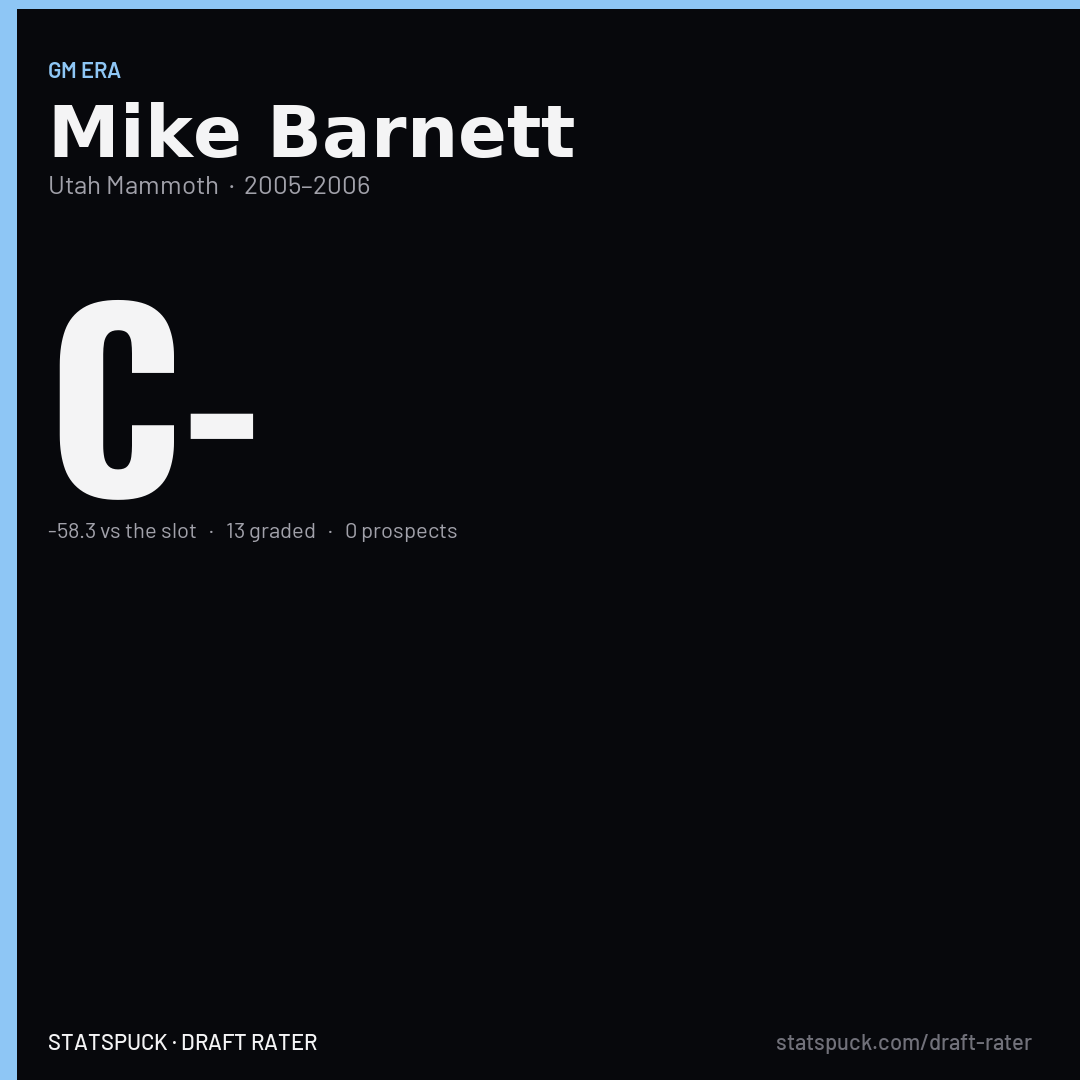 GM ERA
Mike Barnett
Utah Mammoth · 2005–2006
C-
-58.3 vs the slot · 13 graded · 0 prospects
STATSPUCK · DRAFT RATER
statspuck.com/draft-rater